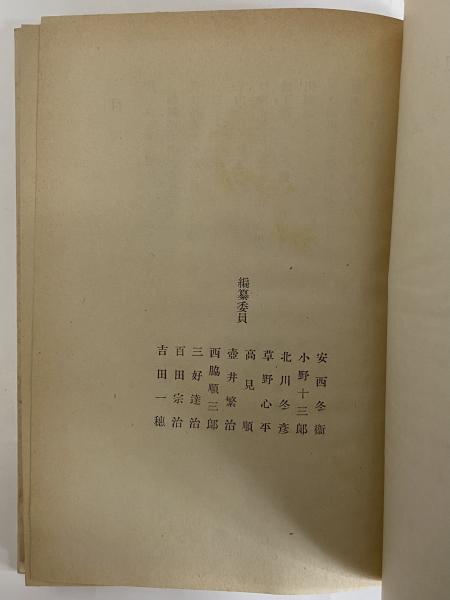 編纂委員
安西冬衞
小野十三郎
北川冬彦
草野心平
高見順
壺井繁治
西脇順三郎
三好達治
百田宗治
吉田一穂